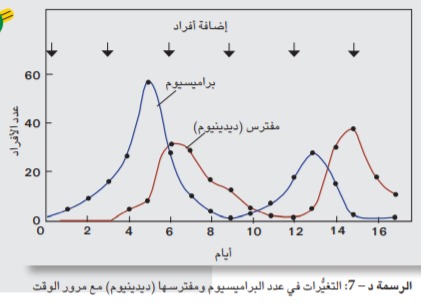 إضافة أفراد
براميسيوم
مفترس (ديدينيوم)
عدد الأفراد
60
40
20
0
0 2 4 6 8 10 12 14 16
أيام
الرسمة د – 7: التغيُّرات في عدد البراميسيوم ومفترسها (ديدينيوم) مع مرور الوقت